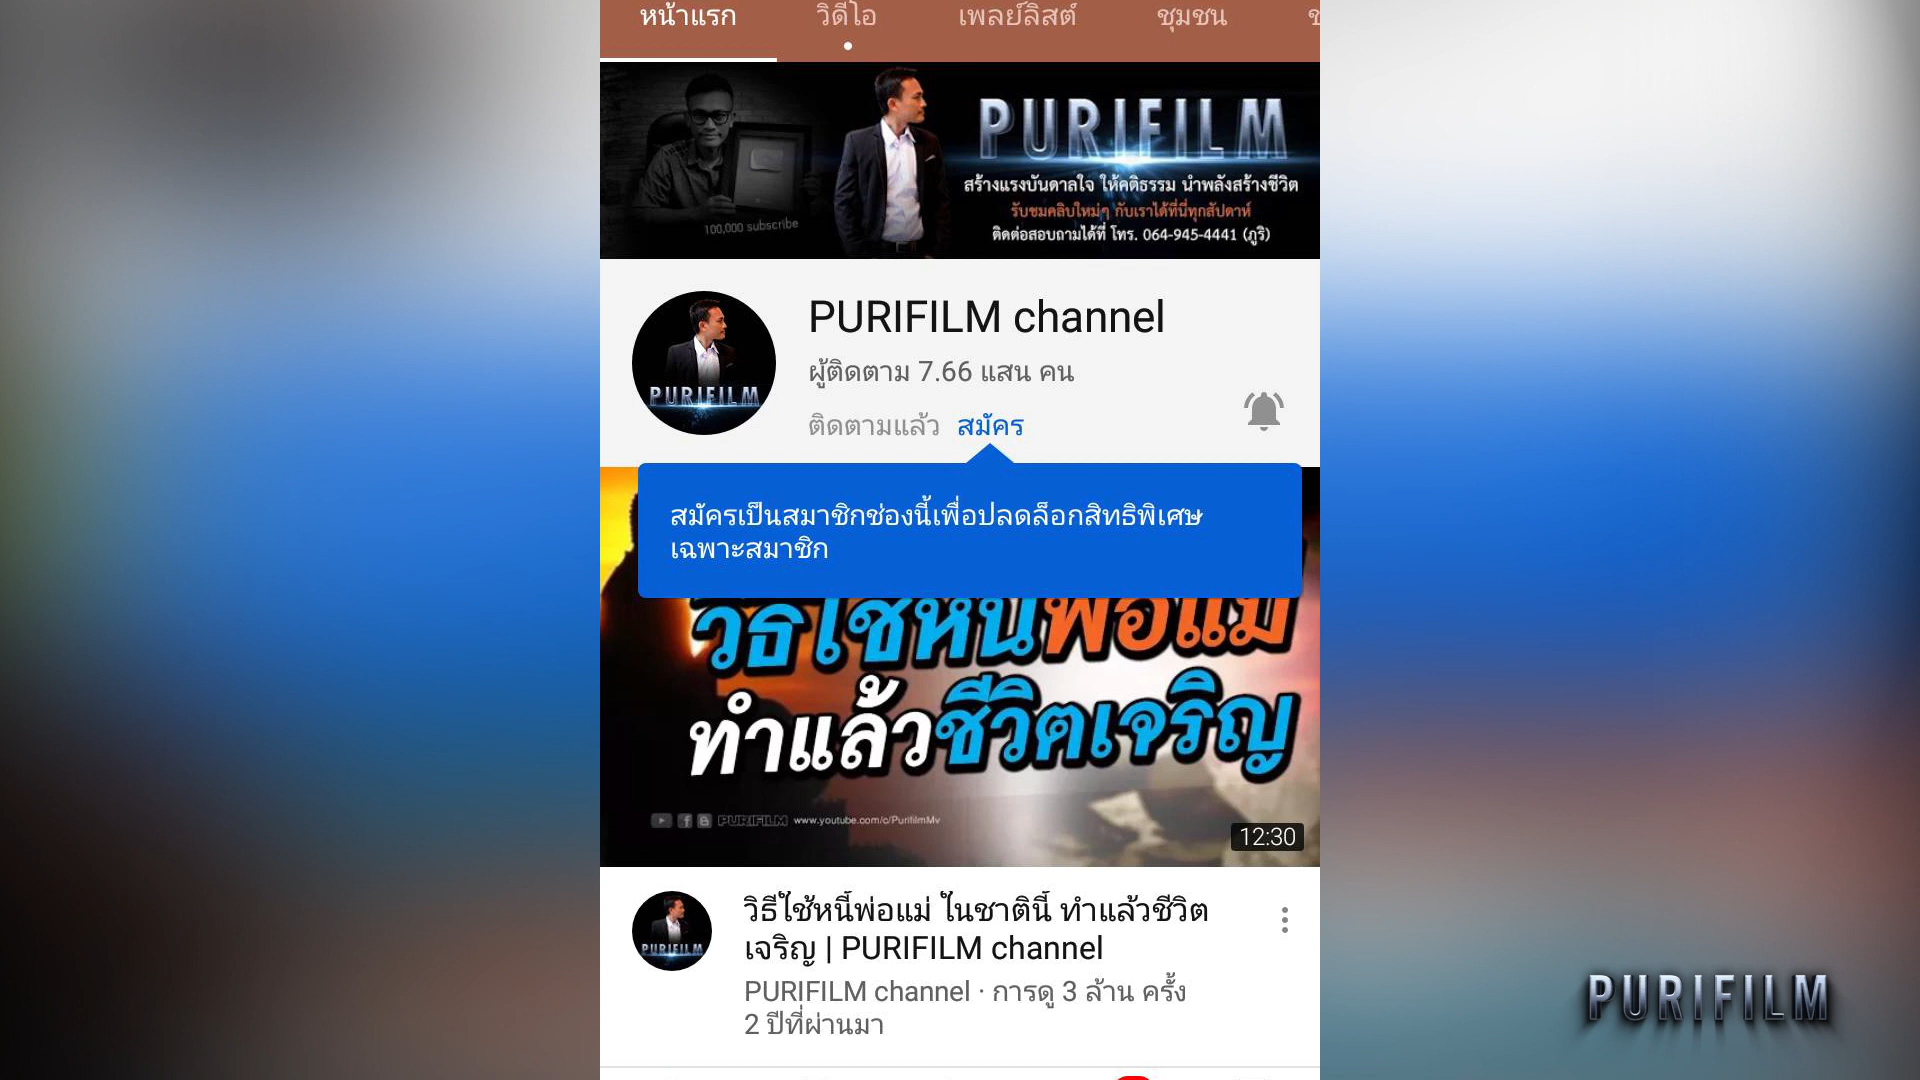 หน้าแรก วิดีโอ เพลย์ลิสต์ ชุมชน
PURIFILM
สร้างแรงบันดาลใจ ให้คติธรรม นำพลังสร้างชีวิต
รับชมคลิปใหม่ๆ กับเราได้ที่นี่ทุกสัปดาห์
ติดต่อสอบถามได้ที่ โทร. 064-945-4441 (ภูริ)
100,000 subscribe
PURIFILM
PURIFILM channel
ผู้ติดตาม 7.66 แสน คน
ติดตามแล้ว สมัคร
สมัครเป็นสมาชิกช่องนี้เพื่อปลดล็อกสิทธิพิเศษ
เฉพาะสมาชิก
วิธีใช้หนี้พ่อแม่
ทำแล้วชีวิตเจริญ
PURIFILM www.youtube.com/c/PurifilmMv
12:30
PURIFILM
วิธีใช้หนี้พ่อแม่ ในชาตินี้ ทำแล้วชีวิต
เจริญ | PURIFILM channel
PURIFILM channel · การดู 3 ล้าน ครั้ง
2 ปีที่ผ่านมา
PURIFILM